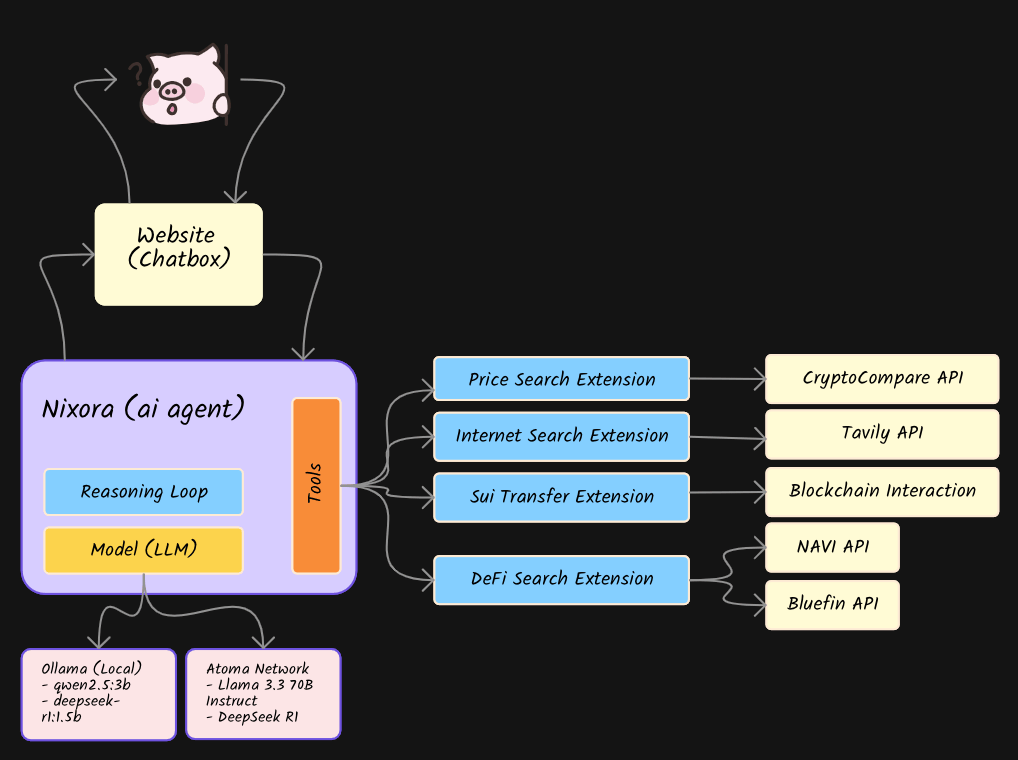 ?
Website
(Chatbox)
Nixora (ai agent)
Reasoning Loop
Model (LLM)
Tools
Price Search Extension
CryptoCompare API
Internet Search Extension
Tavily API
Sui Transfer Extension
Blockchain Interaction
DeFi Search Extension
NAVI API
Bluefin API
Ollama (Local)
- qwen2.5:3b
- deepseek-
r1:1.5b
Atoma Network
- Llama 3.3 70B
Instruct
- DeepSeek R1